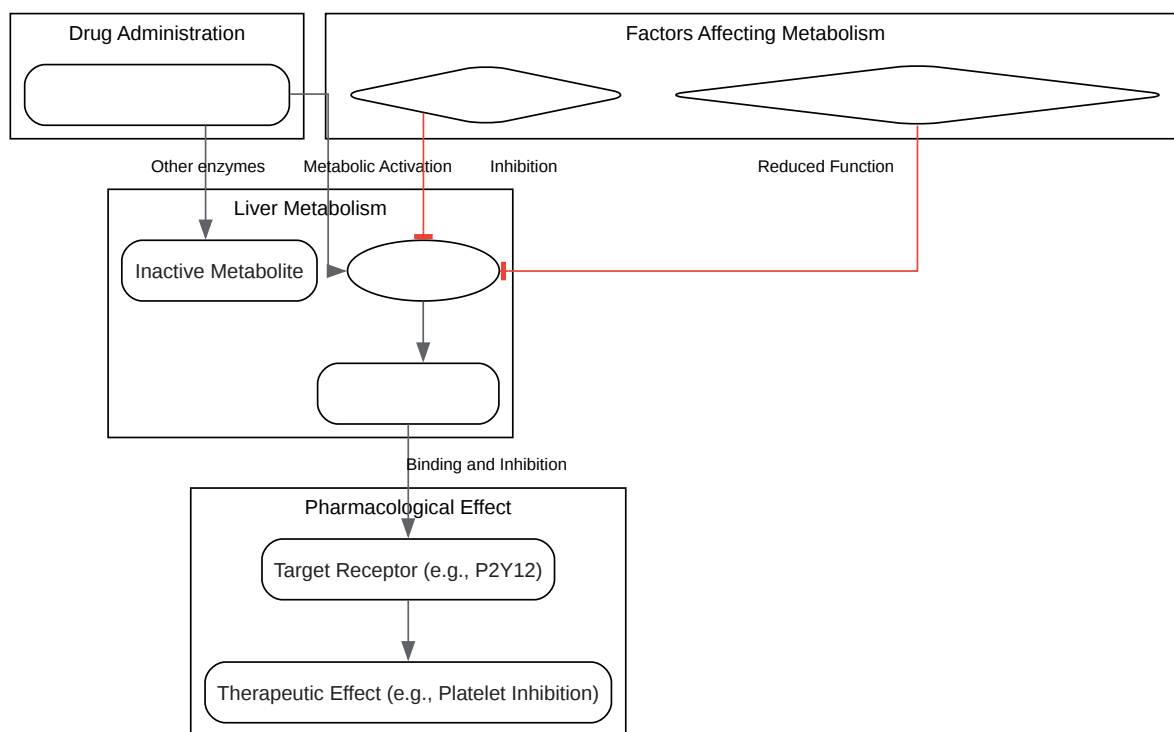 Drug Administration
Factors Affecting Metabolism
Other enzymes
Metabolic Activation
Inhibition
Reduced Function
Liver Metabolism
Inactive Metabolite
Binding and Inhibition
Pharmacological Effect
Target Receptor (e.g., P2Y12)
Therapeutic Effect (e.g., Platelet Inhibition)